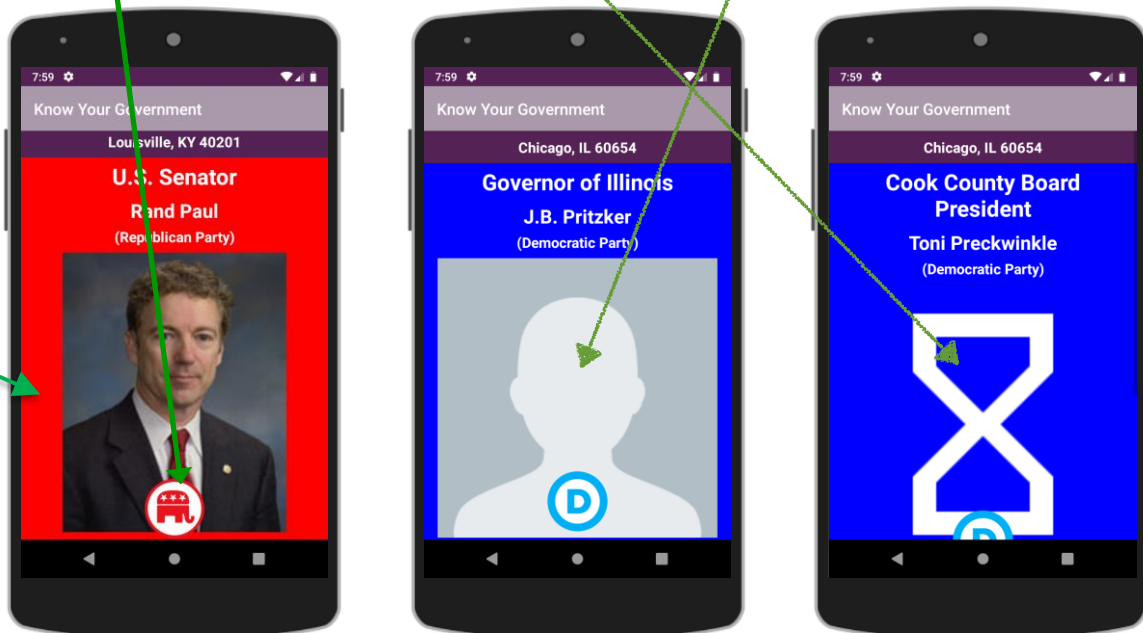 7:59
Know Your Government
Louisville, KY 40201
U.S. Senator
Rand Paul
(Republican Party)
7:59
Know Your Government
Chicago, IL 60654
Governor of Illinois
J.B. Pritzker
(Democratic Party)
D
7:59
Know Your Government
Chicago, IL 60654
Cook County Board
President
Toni Preckwinkle
(Democratic Party)
D